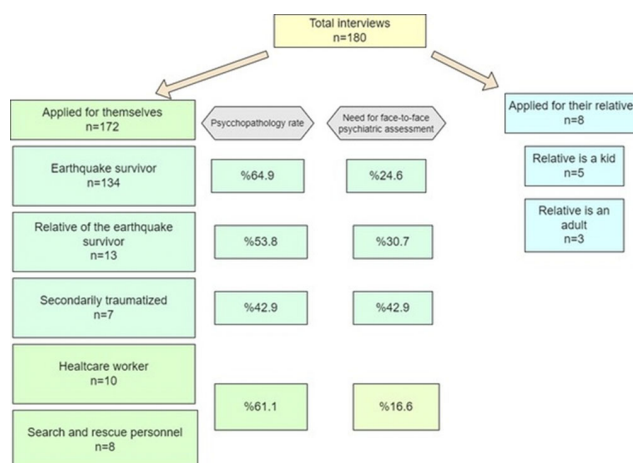 Total interviews
n=180
Applied for themselves
n=172
Psycchopathology rate
Need for face-to-face
psychiatric assessment
Applied for their relative
n=8
Earthquake survivor
n=134
%64.9
%24.6
Relative is a kid
n=5
Relative of the earthquake
survivor
n=13
%53.8
%30.7
Relative is an
adult
n=3
Secondarily traumatized
n=7
%42.9
%42.9
Healtcare worker
n=10
%61.1
%16.6
Search and rescue personnel
n=8